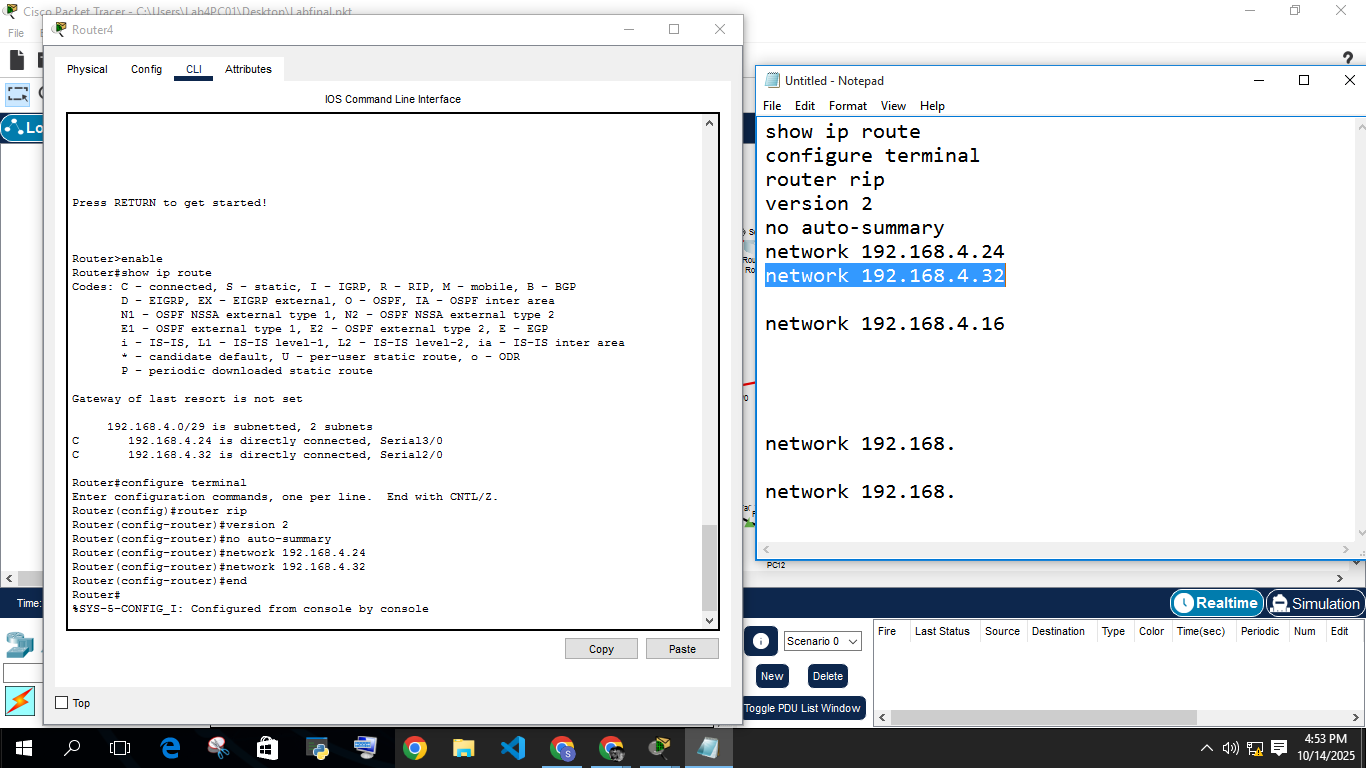 Cisco Packet Tracer - C:\Users\Lab4PC01\Desktop\Labfinal.pkt
File
Router4
Physical Config CLI Attributes
IOS Command Line Interface
Press RETURN to get started!
Router>enable
Router#show ip route
Codes: C - connected, S - static, I - IGRP, R - RIP, M - mobile, B - BGP
D - EIGRP, EX - EIGRP external, O - OSPF, IA - OSPF inter area
N1 - OSPF NSSA external type 1, N2 - OSPF NSSA external type 2
E1 - OSPF external type 1, E2 - OSPF external type 2, E - EGP
i - IS-IS, L1 - IS-IS level-1, L2 - IS-IS level-2, ia - IS-IS inter area
* - candidate default, U - per-user static route, o - ODR
P - periodic downloaded static route
Gateway of last resort is not set
192.168.4.0/29 is subnetted, 2 subnets
C 192.168.4.24 is directly connected, Serial3/0
C 192.168.4.32 is directly connected, Serial2/0
Router#configure terminal
Enter configuration commands, one per line. End with CNTL/Z.
Router(config)#router rip
Router(config-router)#version 2
Router(config-router)#no auto-summary
Router(config-router)#network 192.168.4.24
Router(config-router)#network 192.168.4.32
Router(config-router)#end
Router#
%SYS-5-CONFIG_I: Configured from console by console
Copy Paste
Top
Untitled - Notepad
File Edit Format View Help
show ip route
configure terminal
router rip
version 2
no auto-summary
network 192.168.4.24
network 192.168.4.32
network 192.168.4.16
network 192.168.
network 192.168.
PC12
Time:
Realtime Simulation
Scenario 0
New Delete
Toggle PDU List Window
Fire Last Status Source Destination Type Color Time(sec) Periodic Num Edit
4:53 PM
10/14/2025